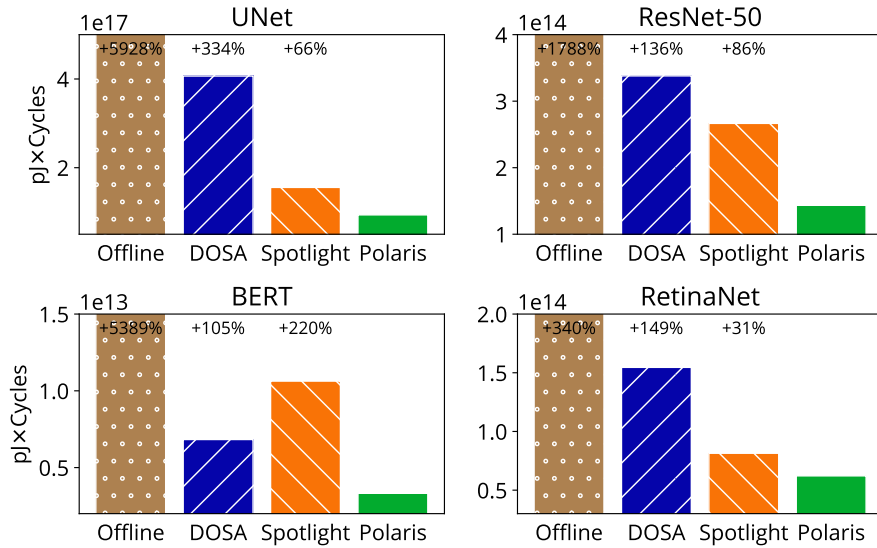 UNet
1e17
pJ×Cycles
4
2
+5928% +334% +66%
Offline DOSA Spotlight Polaris
ResNet-50
1e14
4
3
2
1
+1788% +136% +86%
Offline DOSA Spotlight Polaris
BERT
1e13
pJ×Cycles
1.5
1.0
0.5
+5389% +105% +220%
Offline DOSA Spotlight Polaris
RetinaNet
1e14
2.0
1.5
1.0
0.5
+340% +149% +31%
Offline DOSA Spotlight Polaris